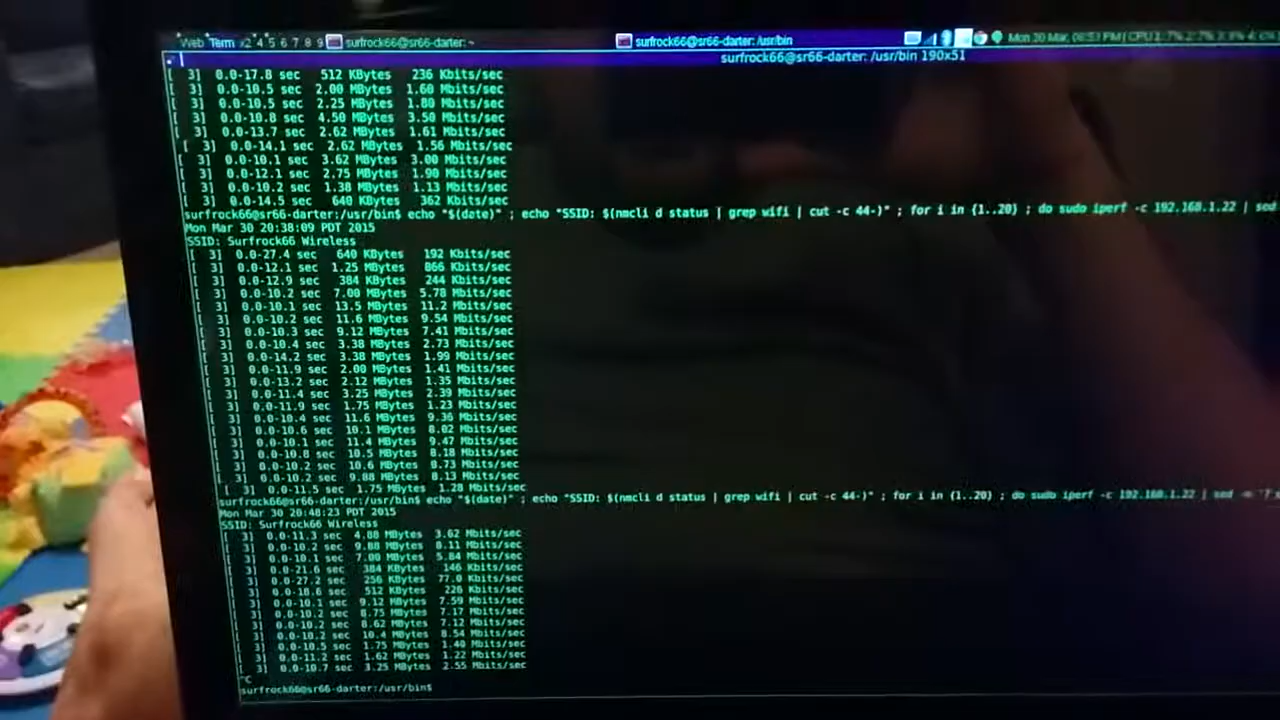 Web Term x2 4 5 6 7 8 9 surfrock66@sr66-darter: ~ surfrock66@sr66-darter: /usr/bin Mon 30 Mar, 08:53 PM
surfrock66@sr66-darter: /usr/bin 190x51
[ 3] 0.0-17.8 sec 512 KBytes 236 Kbits/sec
[ 3] 0.0-10.5 sec 2.00 MBytes 1.60 Mbits/sec
[ 3] 0.0-10.5 sec 2.25 MBytes 1.80 Mbits/sec
[ 3] 0.0-10.8 sec 4.50 MBytes 3.50 Mbits/sec
[ 3] 0.0-13.7 sec 2.62 MBytes 1.61 Mbits/sec
[ 3] 0.0-14.1 sec 2.62 MBytes 1.56 Mbits/sec
[ 3] 0.0-10.1 sec 3.62 MBytes 3.00 Mbits/sec
[ 3] 0.0-12.1 sec 2.75 MBytes 1.90 Mbits/sec
[ 3] 0.0-10.2 sec 1.38 MBytes 1.13 Mbits/sec
[ 3] 0.0-14.5 sec 640 KBytes 362 Kbits/sec
surfrock66@sr66-darter:/usr/bin$ echo "$(date)" ; echo "SSID: $(nmcli d status | grep wifi | cut -c 44-)" ; for i in {1..20} ; do sudo iperf -c 192.168.1.22 | sed
Mon Mar 30 20:38:09 PDT 2015
SSID: Surfrock66 Wireless
[ 3] 0.0-27.4 sec 640 KBytes 192 Kbits/sec
[ 3] 0.0-12.1 sec 1.25 MBytes 866 Kbits/sec
[ 3] 0.0-12.9 sec 384 KBytes 244 Kbits/sec
[ 3] 0.0-10.2 sec 7.00 MBytes 5.78 Mbits/sec
[ 3] 0.0-10.1 sec 13.5 MBytes 11.2 Mbits/sec
[ 3] 0.0-10.2 sec 11.6 MBytes 9.54 Mbits/sec
[ 3] 0.0-10.3 sec 9.12 MBytes 7.41 Mbits/sec
[ 3] 0.0-10.4 sec 3.38 MBytes 2.73 Mbits/sec
[ 3] 0.0-14.2 sec 3.38 MBytes 1.99 Mbits/sec
[ 3] 0.0-11.9 sec 2.00 MBytes 1.41 Mbits/sec
[ 3] 0.0-13.2 sec 2.12 MBytes 1.35 Mbits/sec
[ 3] 0.0-11.4 sec 3.25 MBytes 2.39 Mbits/sec
[ 3] 0.0-11.9 sec 1.75 MBytes 1.23 Mbits/sec
[ 3] 0.0-10.4 sec 11.6 MBytes 9.36 Mbits/sec
[ 3] 0.0-10.6 sec 10.1 MBytes 8.02 Mbits/sec
[ 3] 0.0-10.1 sec 11.4 MBytes 9.47 Mbits/sec
[ 3] 0.0-10.8 sec 10.5 MBytes 8.18 Mbits/sec
[ 3] 0.0-10.2 sec 10.6 MBytes 8.73 Mbits/sec
[ 3] 0.0-10.2 sec 9.88 MBytes 8.13 Mbits/sec
[ 3] 0.0-11.5 sec 1.75 MBytes 1.28 Mbits/sec
surfrock66@sr66-darter:/usr/bin$ echo "$(date)" ; echo "SSID: $(nmcli d status | grep wifi | cut -c 44-)" ; for i in {1..20} ; do sudo iperf -c 192.168.1.22 | sed
Mon Mar 30 20:48:23 PDT 2015
SSID: Surfrock66 Wireless
[ 3] 0.0-11.3 sec 4.88 MBytes 3.62 Mbits/sec
[ 3] 0.0-10.2 sec 9.88 MBytes 8.11 Mbits/sec
[ 3] 0.0-10.1 sec 7.00 MBytes 5.84 Mbits/sec
[ 3] 0.0-21.6 sec 384 KBytes 146 Kbits/sec
[ 3] 0.0-27.2 sec 256 KBytes 77.0 Kbits/sec
[ 3] 0.0-18.6 sec 512 KBytes 226 Kbits/sec
[ 3] 0.0-10.1 sec 9.12 MBytes 7.59 Mbits/sec
[ 3] 0.0-10.2 sec 8.75 MBytes 7.17 Mbits/sec
[ 3] 0.0-10.2 sec 8.62 MBytes 7.12 Mbits/sec
[ 3] 0.0-10.2 sec 10.4 MBytes 8.54 Mbits/sec
[ 3] 0.0-10.5 sec 1.75 MBytes 1.40 Mbits/sec
[ 3] 0.0-11.2 sec 1.62 MBytes 1.22 Mbits/sec
[ 3] 0.0-10.7 sec 3.25 MBytes 2.55 Mbits/sec
^C
surfrock66@sr66-darter:/usr/bin$